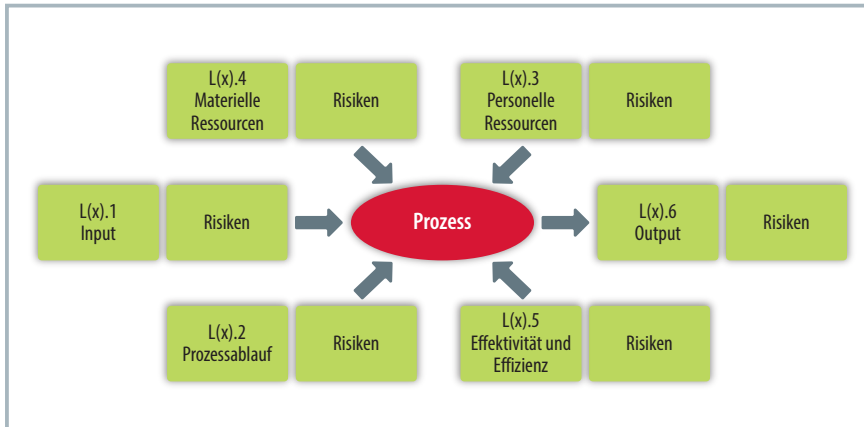 L(x).4
Materielle
Ressourcen
Risiken
L(x).3
Personelle
Ressourcen
Risiken
L(x).1
Input
Risiken
Prozess
L(x).6
Output
Risiken
L(x).2
Prozessablauf
Risiken
L(x).5
Effektivität und
Effizienz
Risiken